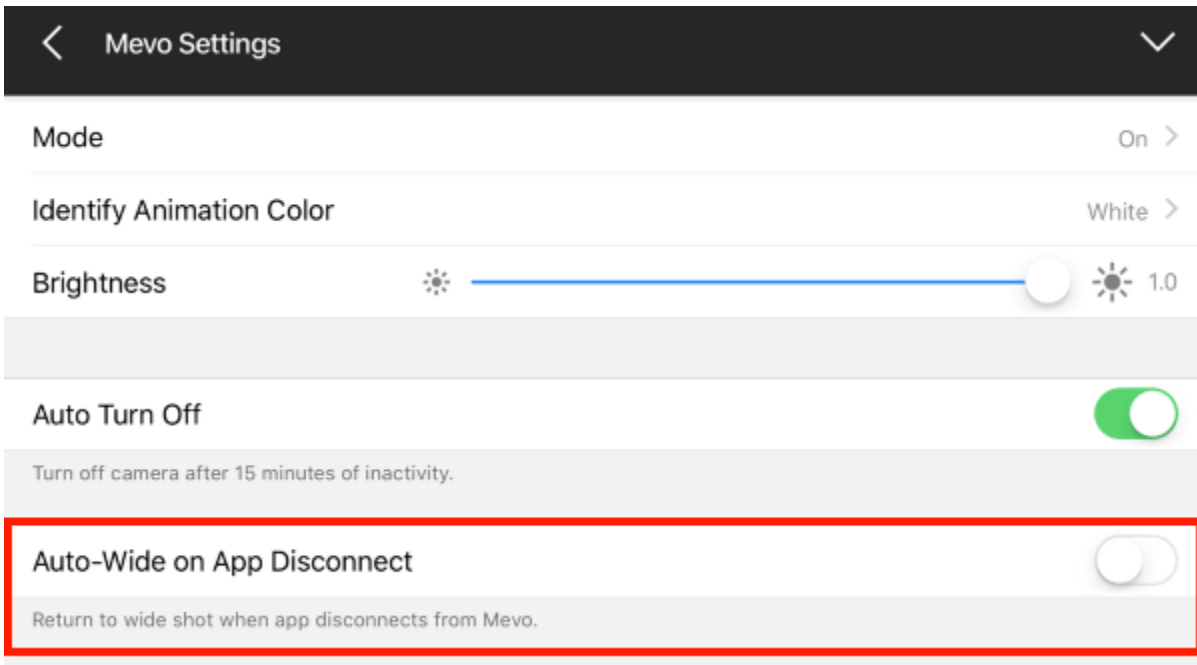 Mevo Settings
Mode On
Identify Animation Color White
Brightness 1.0
Auto Turn Off
Turn off camera after 15 minutes of inactivity.
Auto-Wide on App Disconnect
Return to wide shot when app disconnects from Mevo.